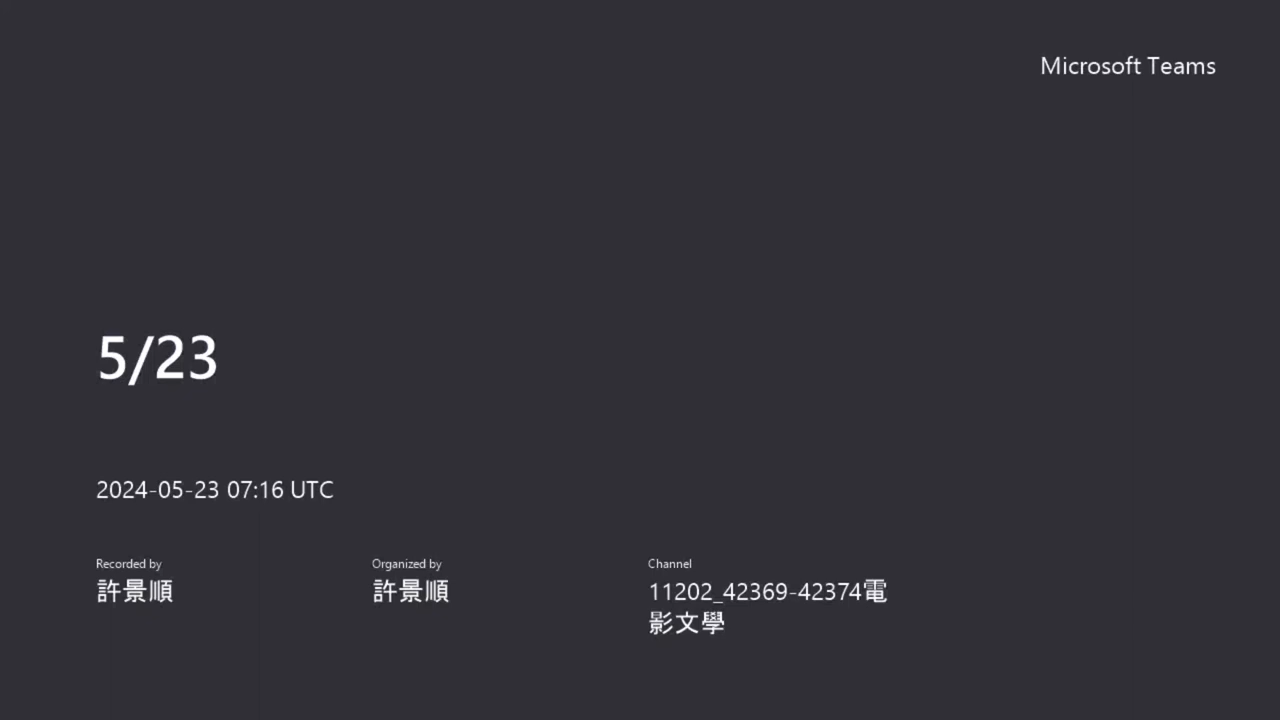 Microsoft Teams
5/23
2024-05-23 07:16 UTC
Recorded by
許景順
Organized by
許景順
Channel
11202_42369-42374電
影文學